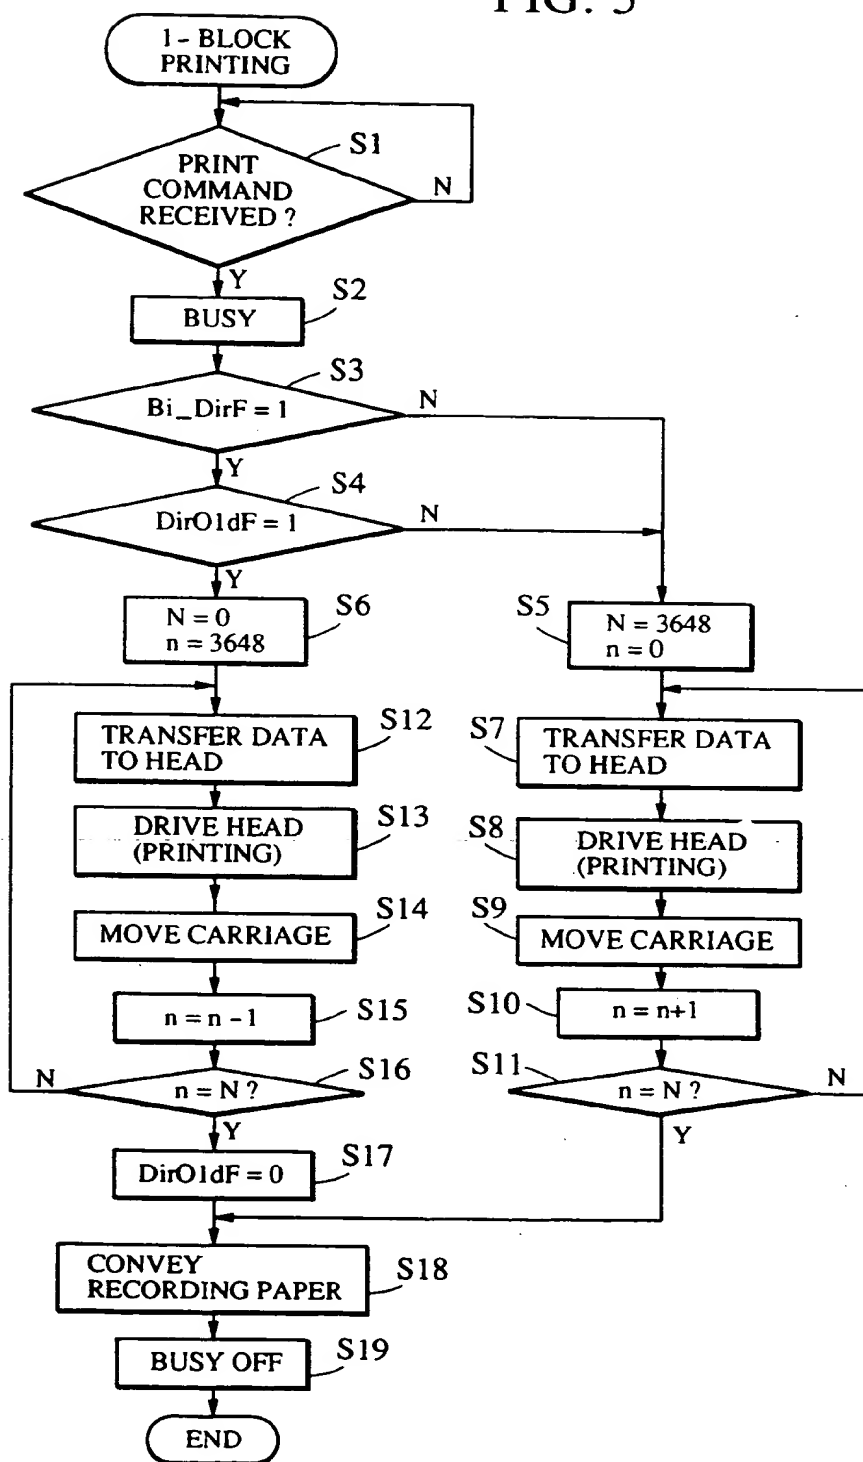 FIG. 5
1 - BLOCK
PRINTING
S1
PRINT
COMMAND
RECEIVED ?
N
Y
S2
BUSY
S3
Bi_DirF = 1
N
Y
S4
DirOldF = 1
N
Y
N = 0
n = 3648
S6
S5
N = 3648
n = 0
TRANSFER DATA
TO HEAD
S12
S7
TRANSFER DATA
TO HEAD
DRIVE HEAD
(PRINTING)
S13
S8
DRIVE HEAD
(PRINTING)
MOVE CARRIAGE
S14
S9
MOVE CARRIAGE
n = n - 1
S15
S10
n = n+1
N
n = N ?
S16
S11
n = N ?
N
Y
Y
DirOldF = 0
S17
CONVEY
RECORDING PAPER
S18
BUSY OFF
S19
END